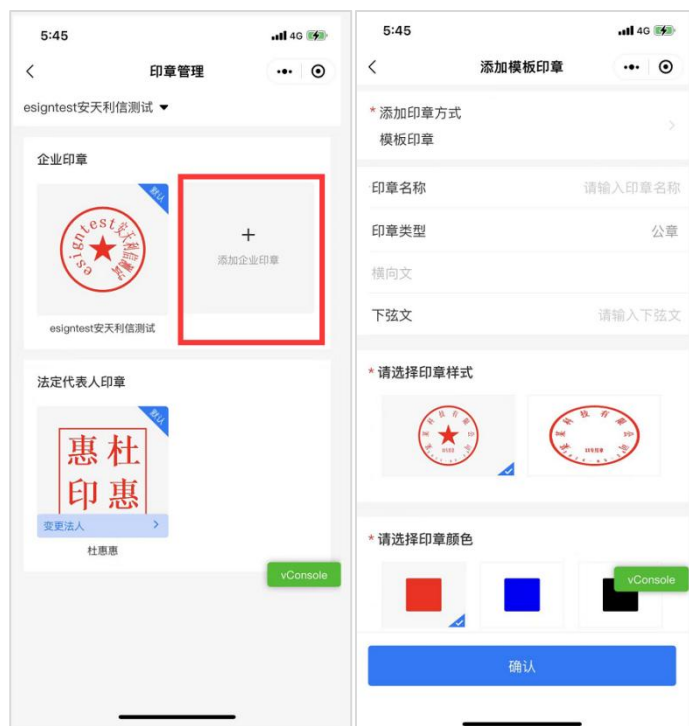 5:45
4G
印章管理
esigntest安天利信测试
企业印章
默认
esigntest安天利信测试
+
添加企业印章
esigntest安天利信测试
法定代表人印章
默认
惠杜
印惠
变更法人
杜惠惠
vConsole
5:45
4G
添加模板印章
* 添加印章方式
模板印章
印章名称 请输入印章名称
印章类型 公章
横向文
下弦文 请输入下弦文
* 请选择印章样式
* 请选择印章颜色
vConsole
确认